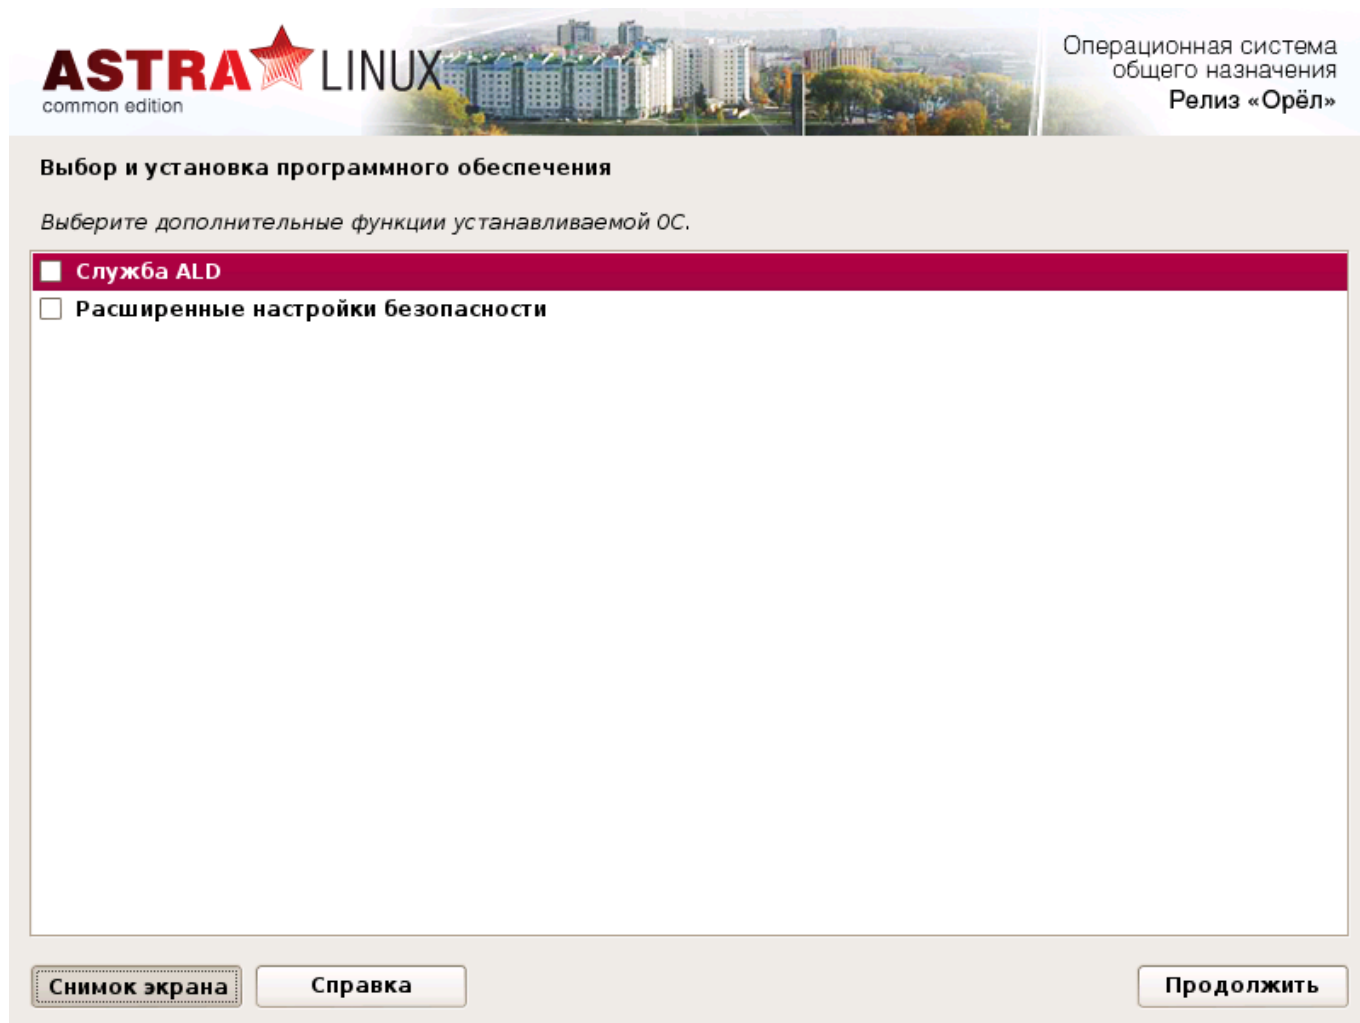 ASTRA LINUX
common edition
Операционная система
общего назначения
Релиз «Орёл»
Выбор и установка программного обеспечения
Выберите дополнительные функции устанавливаемой ОС.
Служба ALD
Расширенные настройки безопасности
Снимок экрана
Справка
Продолжить